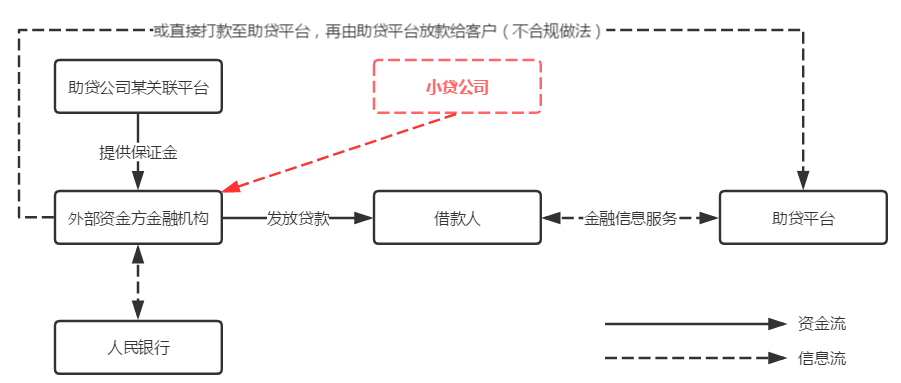 或直接打款至助贷平台，再由助贷平台放款给客户（不合规做法）
助贷公司某关联平台
小贷公司
提供保证金
外部资金方金融机构
发放贷款
借款人
金融信息服务
助贷平台
人民银行
资金流
信息流